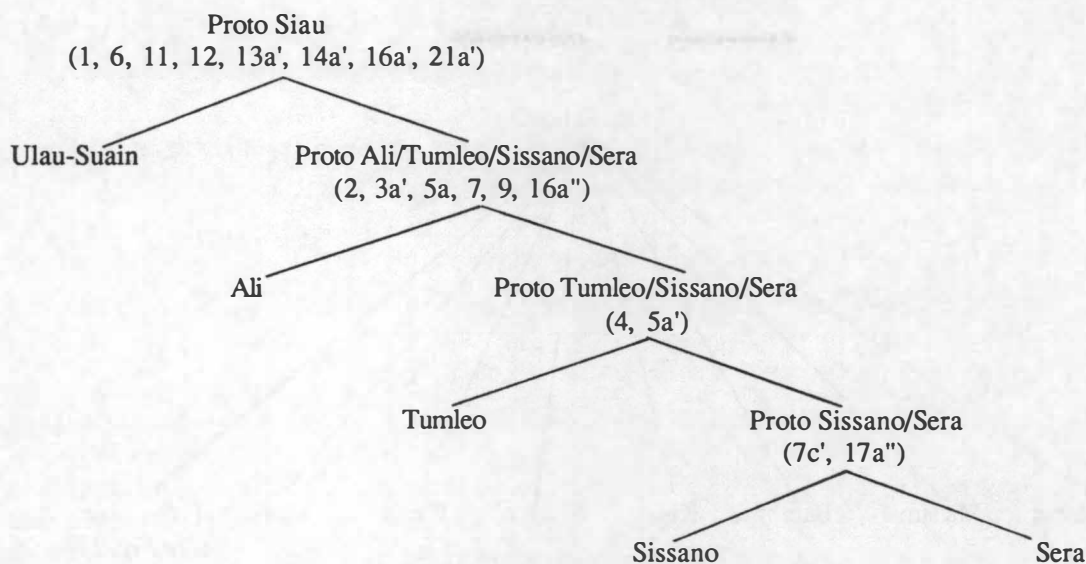 Proto Siau
(1, 6, 11, 12, 13a', 14a', 16a', 21a')
Ulau-Suain
Proto Ali/Tumleo/Sissano/Sera
(2, 3a', 5a, 7, 9, 16a")
Ali
Proto Tumleo/Sissano/Sera
(4, 5a')
Tumleo
Proto Sissano/Sera
(7c', 17a")
Sissano
Sera